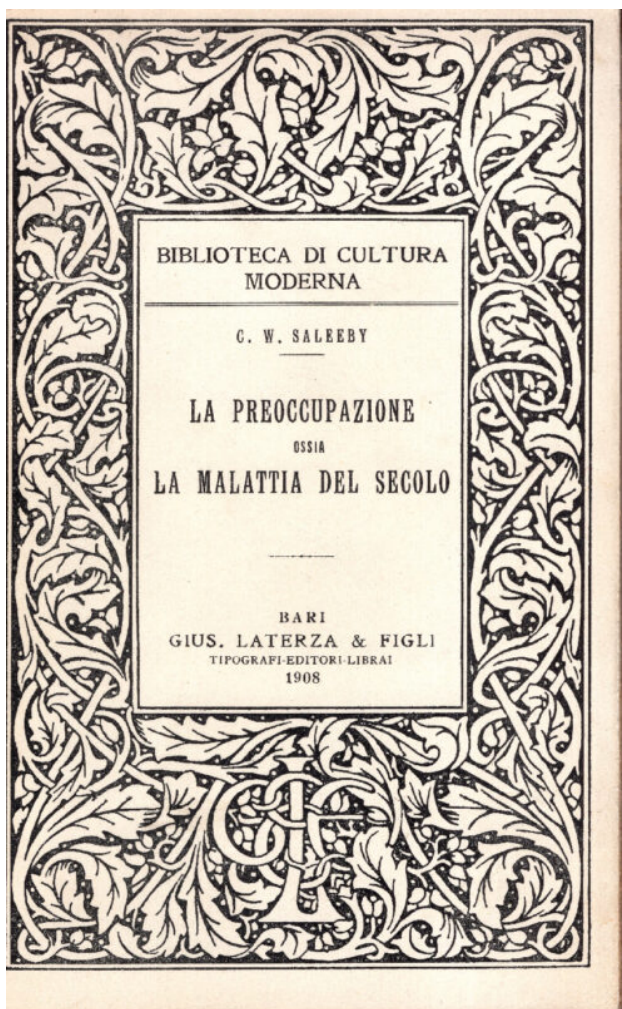 BIBLIOTECA DI CULTURA
MODERNA
C. W. SALEEBY
LA PREOCCUPAZIONE
OSSIA
LA MALATTIA DEL SECOLO
BARI
GIUS. LATERZA & FIGLI
TIPOGRAFI-EDITORI-LIBRAI
1908